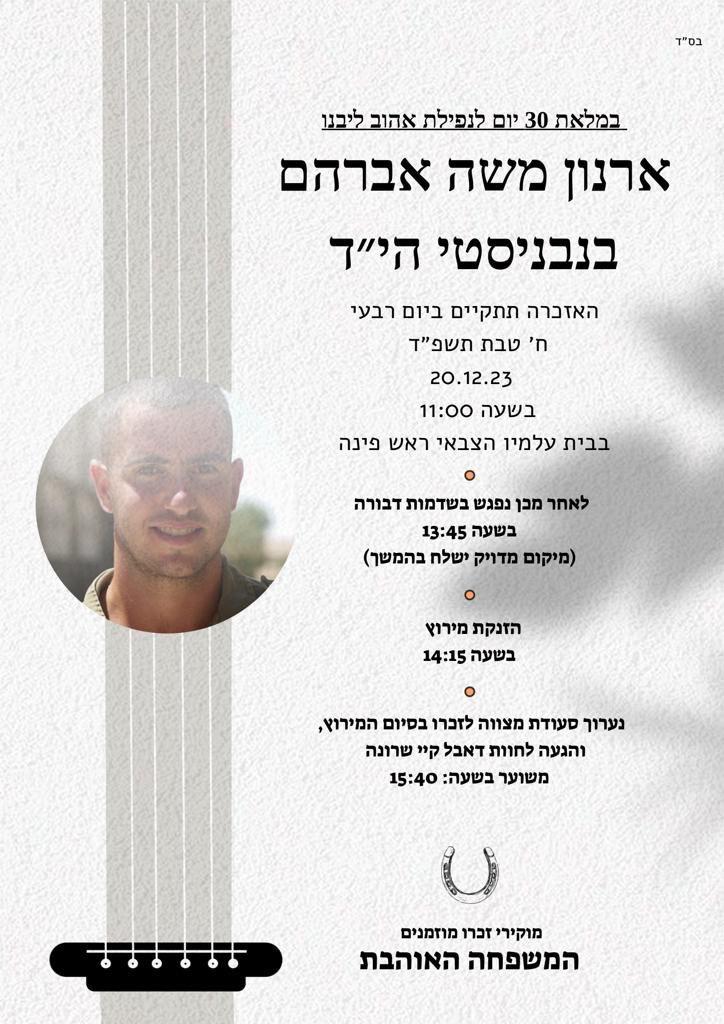 בס״ד
במלאת 30 יום לנפילת אהוב ליבנו
ארנון משה אברהם
בנבניסטי הי״ד
האזכרה תתקיים ביום רבעי
ח׳ טבת תשפ״ד
20.12.23
בשעה 11:00
בבית עלמיו הצבאי ראש פינה
לאחר מכן נפגש בשדמות דבורה
בשעה 13:45
(מיקום מדויק ישלח בהמשך)
הזנקת מירוץ
בשעה 14:15
נערוך סעודת מצווה לזכרו בסיום המירוץ,
והגעה לחוות דאבל קיי שרונה
משוער בשעה: 15:40
מוקירי זכרו מוזמנים
המשפחה האוהבת